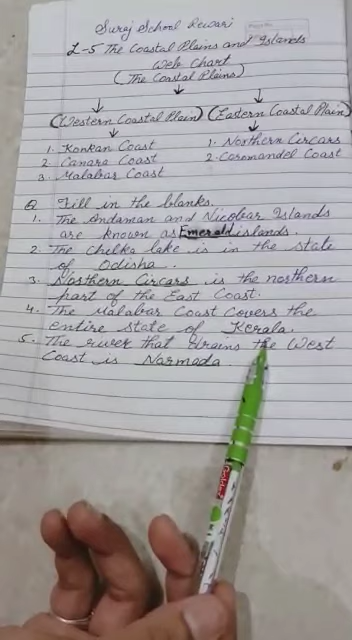 Suraj School Rewari
L-5 The Coastal Plains and Islands
Web Chart
(The Coastal Plains)
(Western Coastal Plain) (Eastern Coastal Plain)
1. Konkan Coast 1. Northern Circars
2. Canara Coast 2. Coromandel Coast
3. Malabar Coast
Q. Fill in the blanks.
1. The Andaman and Nicobar Islands
are known as Emerald islands.
2. The Chilka lake is in the state
of Odisha.
3. Northern Circars is the northern
part of the East Coast.
4. The Malabar Coast covers the
entire state of Kerala.
5. The river that drains the West
Coast is Narmada.